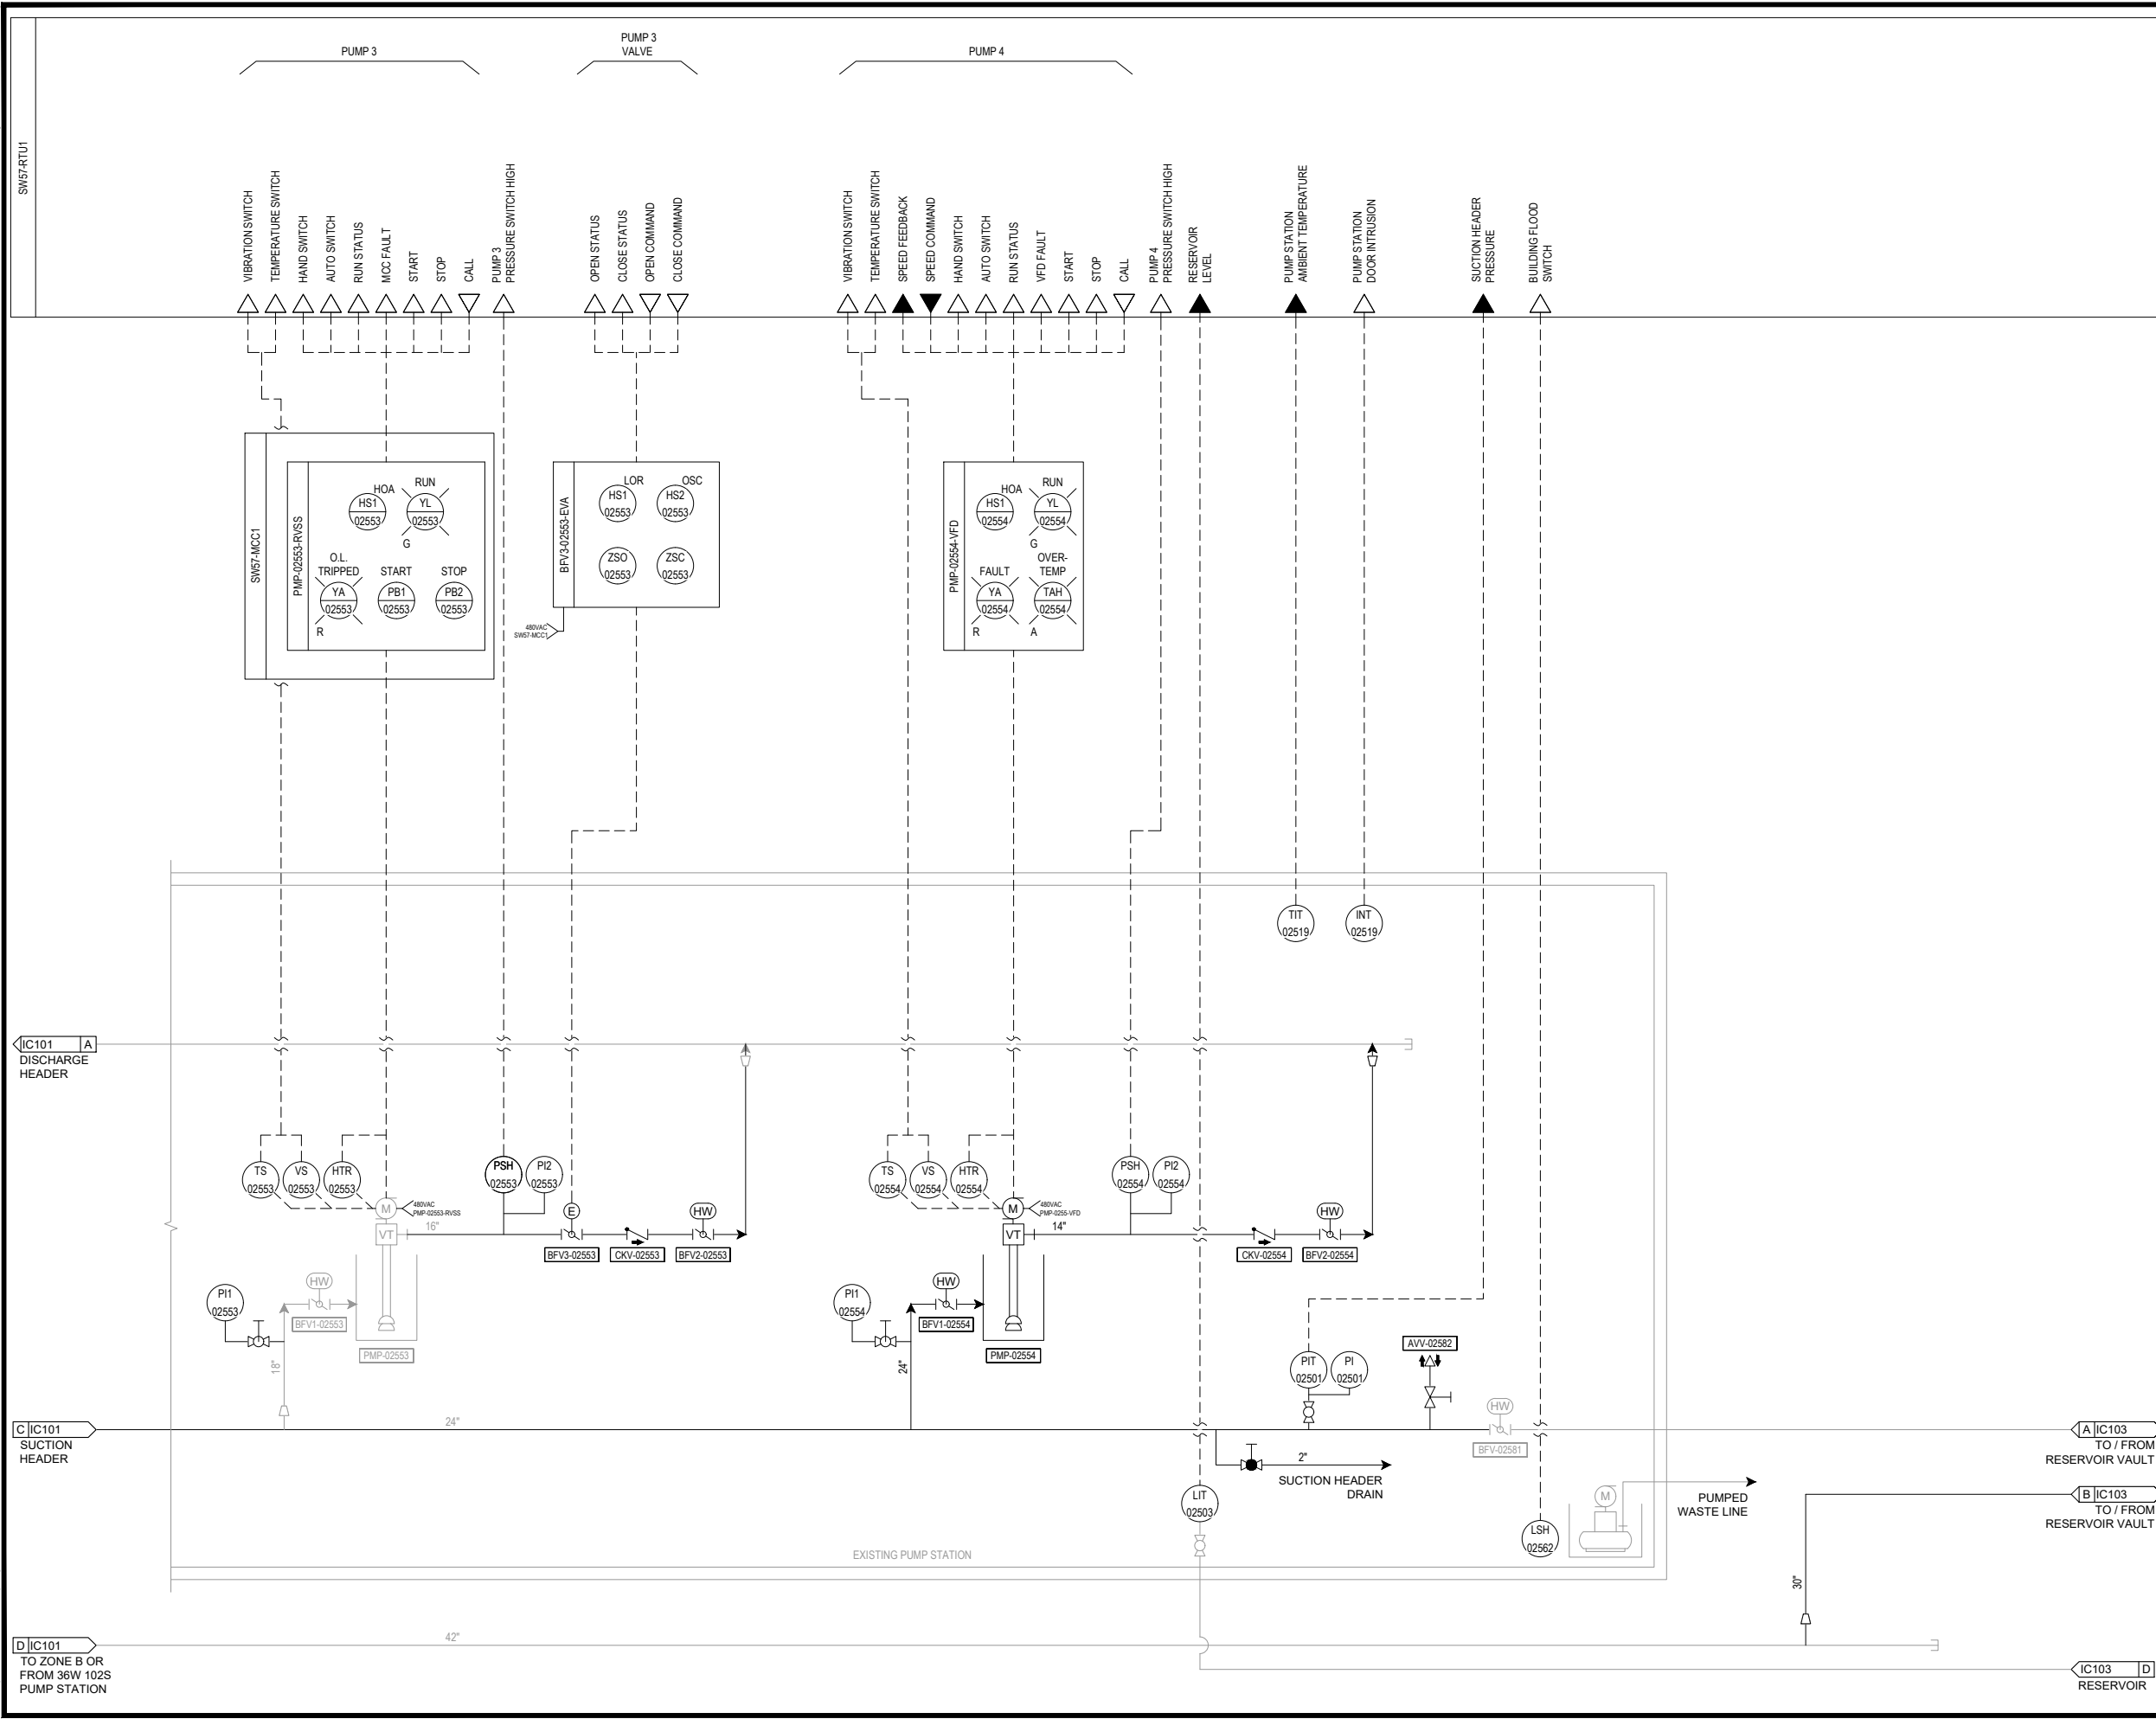 PUMP 3
PUMP 3
VALVE
PUMP 4
SW57-RTU1
VIBRATION SWITCH
TEMPERATURE SWITCH
HAND SWITCH
AUTO SWITCH
RUN STATUS
MCC FAULT
START
STOP
CALL
PUMP 3
PRESSURE SWITCH HIGH
OPEN STATUS
CLOSE STATUS
OPEN COMMAND
CLOSE COMMAND
VIBRATION SWITCH
TEMPERATURE SWITCH
SPEED FEEDBACK
SPEED COMMAND
HAND SWITCH
AUTO SWITCH
RUN STATUS
VFD FAULT
START
STOP
CALL
PUMP 4
PRESSURE SWITCH HIGH
RESERVOIR
LEVEL
PUMP STATION
AMBIENT TEMPERATURE
PUMP STATION
DOOR INTRUSION
SUCTION HEADER
PRESSURE
BUILDING FLOOD
SWITCH
SW57-MCC1
PMP-02553-RVSS
HOA
HS1
02553
RUN
YL
02553
G
O.L.
TRIPPED
YA
02553
R
START
PB1
02553
STOP
PB2
02553
BFV3-02553-EVA
LOR
HS1
02553
OSC
HS2
02553
ZSO
02553
ZSC
02553
480VAC
SW57-MCC1
PMP-02554-VFD
HOA
HS1
02554
RUN
YL
02554
G
FAULT
YA
02554
R
OVER-
TEMP
TAH
02554
A
TIT
02519
INT
02519
IC101 A
DISCHARGE
HEADER
TS
02553
VS
02553
HTR
02553
PSH
02553
PI2
02553
M
480VAC
PMP-02553-RVSS
VT
16"
E
HW
BFV3-02553
CKV-02553
BFV2-02553
PI1
02553
HW
BFV1-02553
PMP-02553
18"
TS
02554
VS
02554
HTR
02554
PSH
02554
PI2
02554
M
480VAC
PMP-0255-VFD
VT
14"
HW
CKV-02554
BFV2-02554
PI1
02554
HW
BFV1-02554
PMP-02554
24"
PIT
02501
PI
02501
AVV-02582
HW
BFV-02581
C IC101
SUCTION
HEADER
24"
2"
SUCTION HEADER
DRAIN
LIT
02503
LSH
02562
M
PUMPED
WASTE LINE
A IC103
TO / FROM
RESERVOIR VAULT
B IC103
TO / FROM
RESERVOIR VAULT
EXISTING PUMP STATION
30"
D IC101
TO ZONE B OR
FROM 36W 102S
PUMP STATION
42"
IC103 D
RESERVOIR